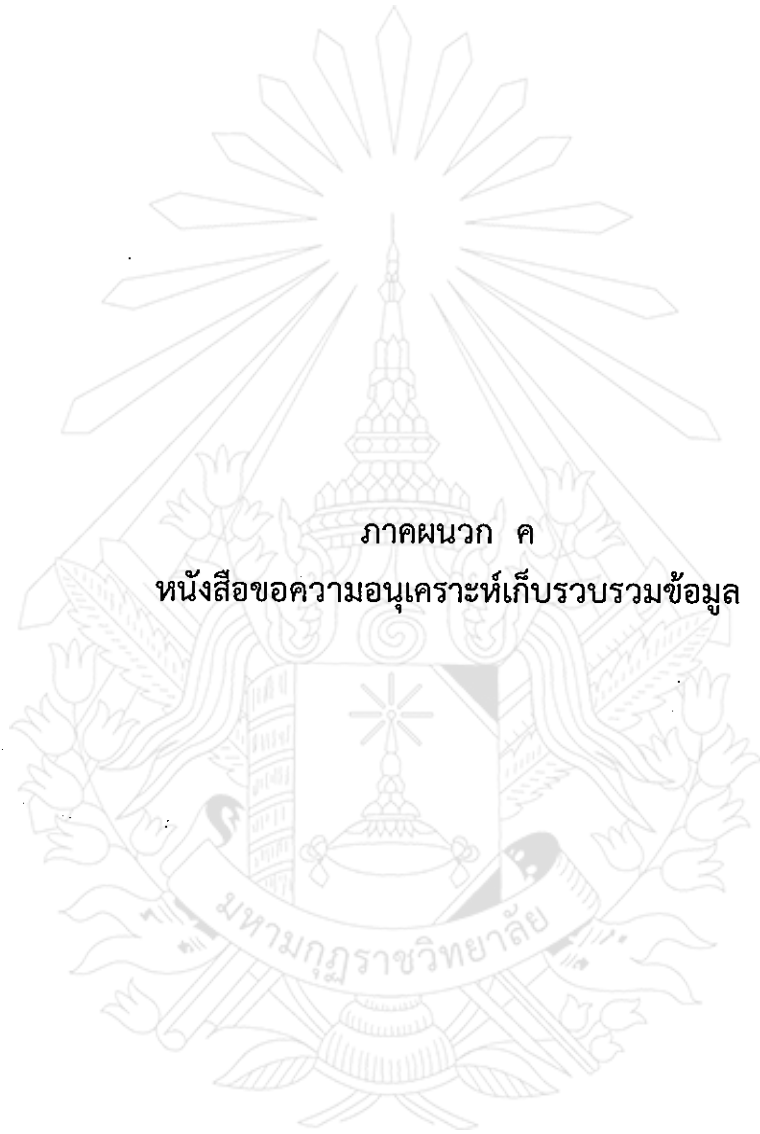 ภาคผนวก ค
หนังสือขอความอนุเคราะห์เก็บรวบรวมข้อมูล
มหามกุฏราชวิทยาลัย